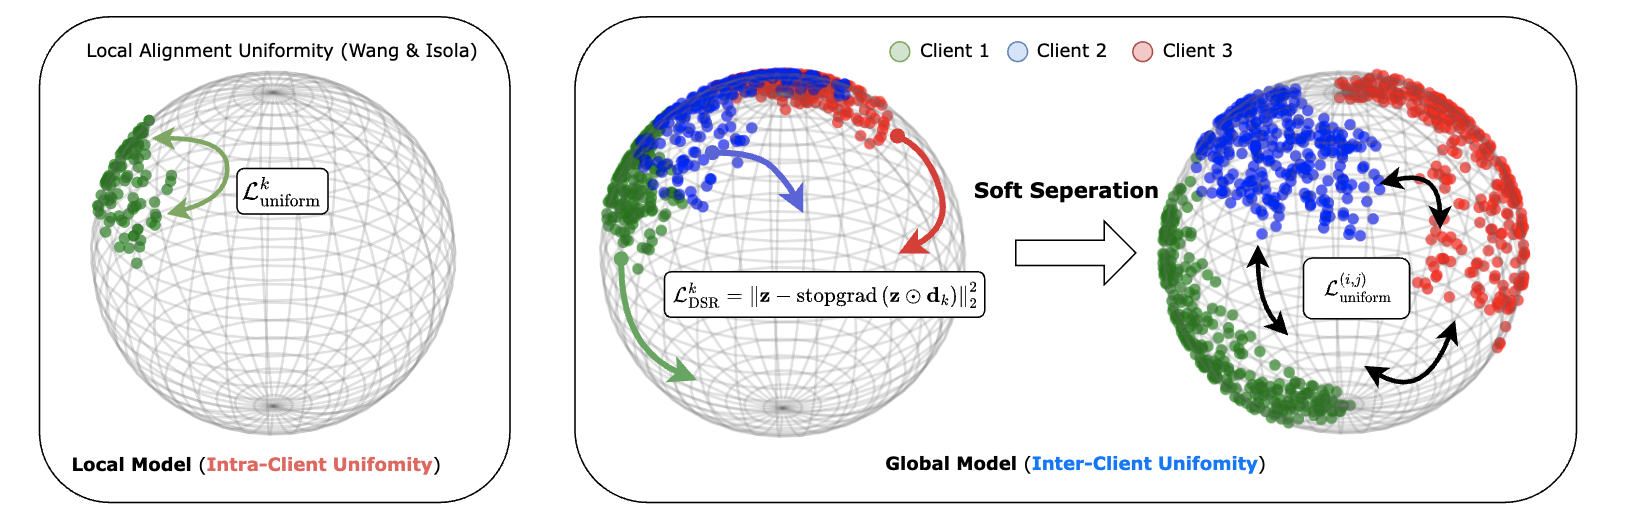 Local Alignment Uniformity (Wang & Isola)
$\mathcal{L}^{k}_{\text{uniform}}$
Local Model (Intra-Client Unifomity)
Client 1 Client 2 Client 3
$\mathcal{L}^{k}_{\text{DSR}} = \|\mathbf{z} - \text{stopgrad}\,(\mathbf{z} \odot \mathbf{d}_k)\|_2^2$
Soft Seperation
$\mathcal{L}^{(i,j)}_{\text{uniform}}$
Global Model (Inter-Client Unifomity)